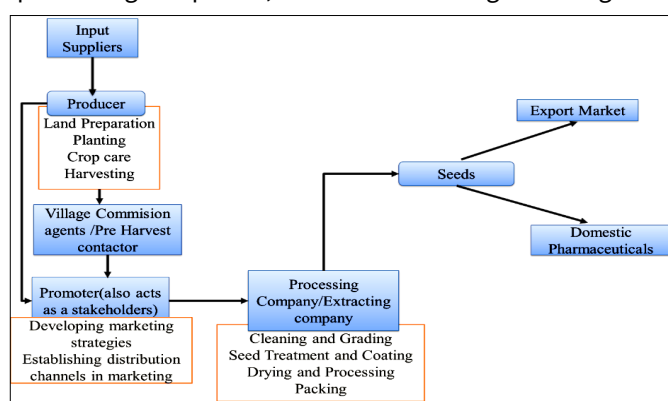 Input
Suppliers
Producer
Land Preparation
Planting
Crop care
Harvesting
Village Commision
agents /Pre Harvest
contactor
Promoter(also acts
as a stakeholders)
Developing marketing
strategies
Establishing distribution
channels in marketing
Processing
Company/Extracting
company
Cleaning and Grading
Seed Treatment and Coating
Drying and Processing
Packing
Seeds
Export Market
Domestic
Pharmaceuticals